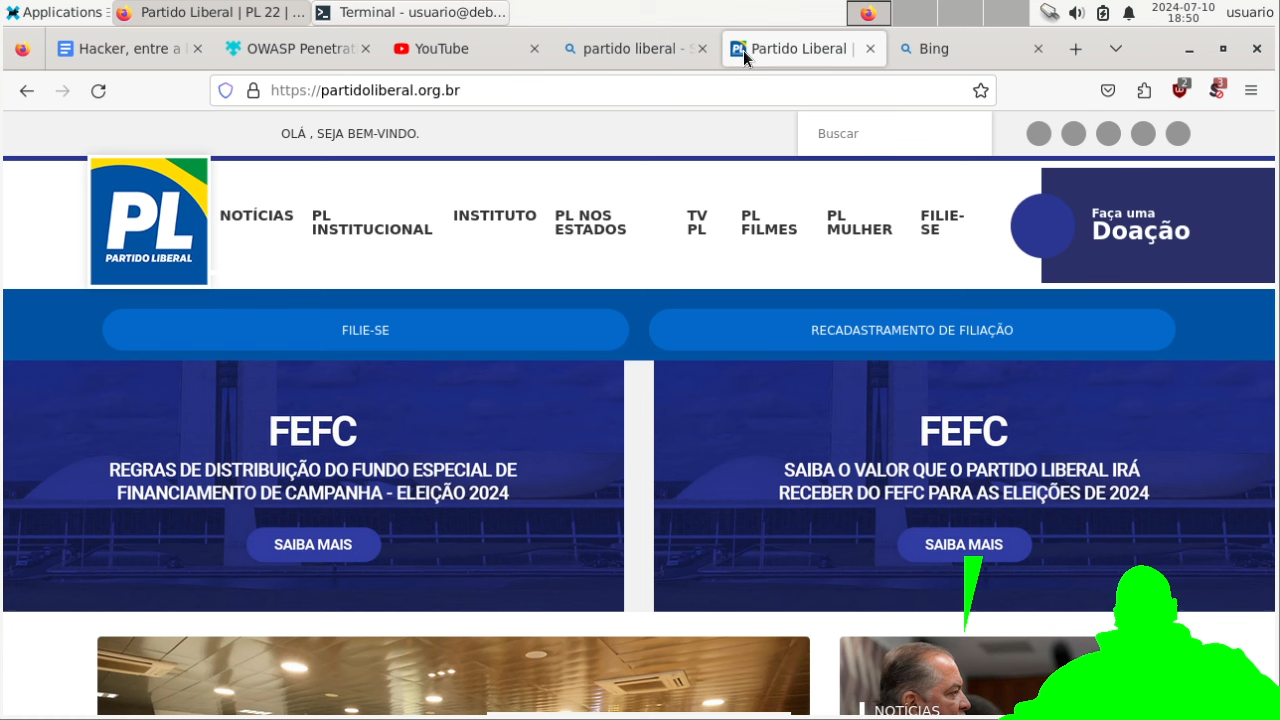 Applications
Partido Liberal | PL 22 | ...
Terminal - usuario@deb...
2024-07-10
18:50
usuario
Hacker, entre a l
OWASP Penetrat
YouTube
partido liberal - S
Partido Liberal |
Bing
https://partidoliberal.org.br
2
3
OLÁ , SEJA BEM-VINDO.
Buscar
PL
PARTIDO LIBERAL
NOTÍCIAS
PL
INSTITUCIONAL
INSTITUTO
PL NOS
ESTADOS
TV
PL
PL
FILMES
PL
MULHER
FILIE-
SE
Faça uma
Doação
FILIE-SE
RECADASTRAMENTO DE FILIAÇÃO
FEFC
REGRAS DE DISTRIBUIÇÃO DO FUNDO ESPECIAL DE
FINANCIAMENTO DE CAMPANHA - ELEIÇÃO 2024
SAIBA MAIS
FEFC
SAIBA O VALOR QUE O PARTIDO LIBERAL IRÁ
RECEBER DO FEFC PARA AS ELEIÇÕES DE 2024
SAIBA MAIS
NOTÍCIAS